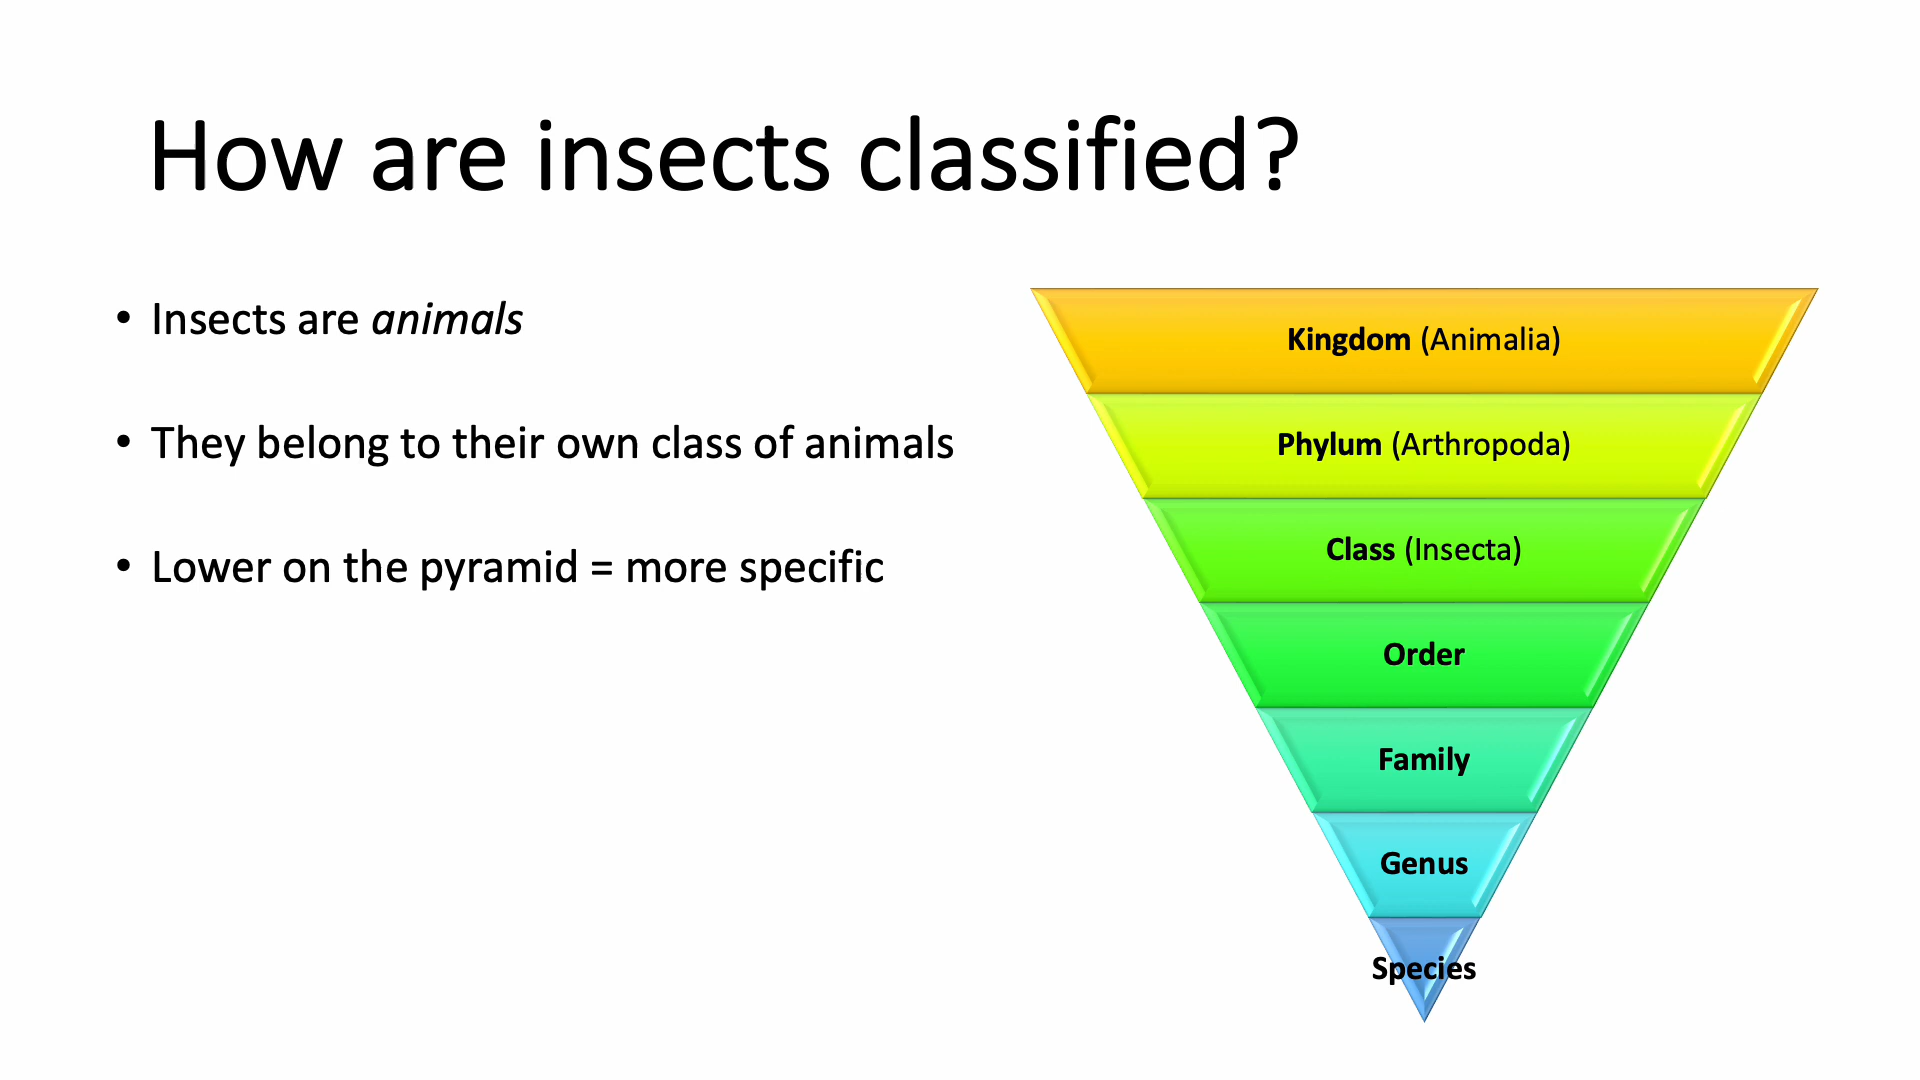 How are insects classified?
• Insects are animals
• They belong to their own class of animals
• Lower on the pyramid = more specific
Kingdom (Animalia)
Phylum (Arthropoda)
Class (Insecta)
Order
Family
Genus
Species